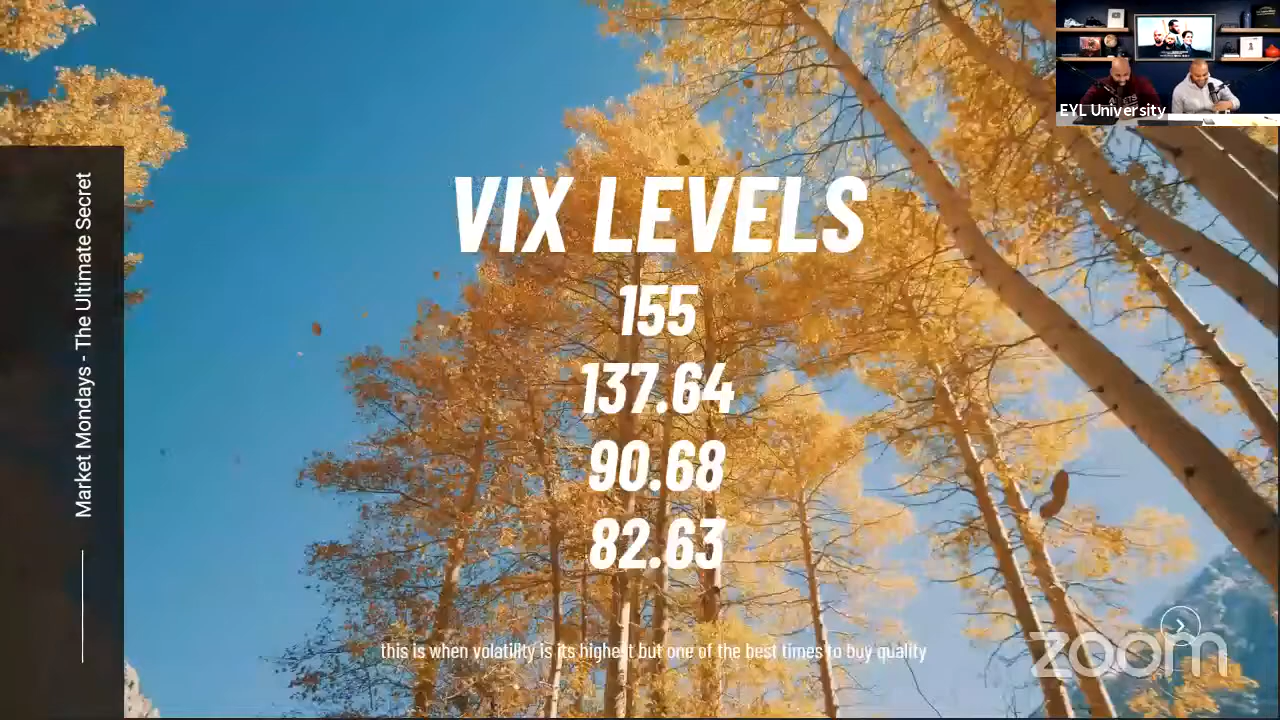 EYL University
Market Mondays - The Ultimate Secret
VIX LEVELS
155
137.64
90.68
82.63
this is when volatility is its highest but one of the best times to buy quality
zoom